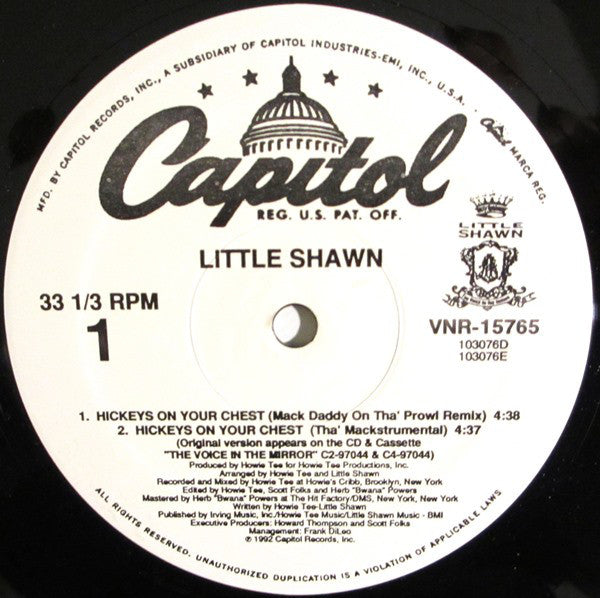 MFD. BY CAPITOL RECORDS, INC., A SUBSIDIARY OF CAPITOL INDUSTRIES-EMI, INC., U.S.A. . Capitol MARCA REG.
Capitol
REG. U.S. PAT. OFF.
LITTLE SHAWN
LITTLE
SHAWN
33 1/3 RPM
1
VNR-15765
103076D
103076E
1. HICKEYS ON YOUR CHEST (Mack Daddy On Tha' Prowl Remix) 4:38
2. HICKEYS ON YOUR CHEST (Tha' Mackstrumental) 4:37
(Original version appears on the CD & Cassette
"THE VOICE IN THE MIRROR" C2-97044 & C4-97044)
Produced by Howie Tee for Howie Tee Productions, Inc.
Arranged by Howie Tee and Little Shawn
Recorded and Mixed by Howie Tee at Howie's Cribb, Brooklyn, New York
Edited by Howie Tee, Scott Folks and Herb "Bwana" Powers
Mastered by Herb "Bwana" Powers at The Hit Factory/DMS, New York, New York
Written by Howie Tee-Little Shawn
Published by Irving Music, Inc./Howie Tee Music/Little Shawn Music - BMI
Executive Producers: Howard Thompson and Scott Folks
Management: Frank DiLeo
℗ 1992 Capitol Records, Inc.
ALL RIGHTS RESERVED. UNAUTHORIZED DUPLICATION IS A VIOLATION OF APPLICABLE LAWS